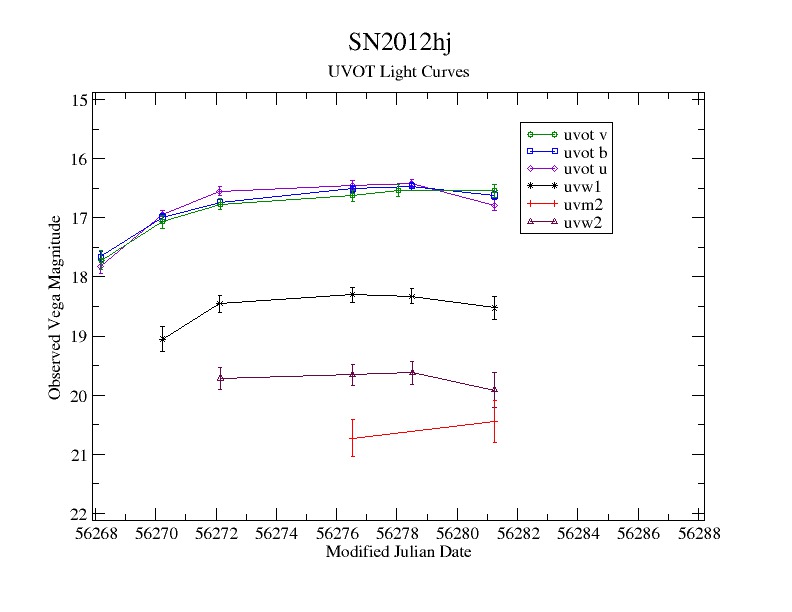 SN2012hj
UVOT Light Curves
15
16
17
18
19
20
21
22
Observed Vega Magnitude
uvot v
uvot b
uvot u
uvw1
uvm2
uvw2
56268 56270 56272 56274 56276 56278 56280 56282 56284 56286 56288
Modified Julian Date